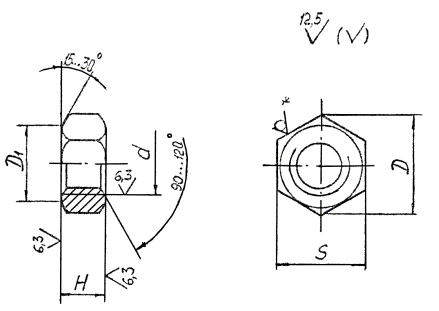 12,5
(√)
15...30°
D1
d
6,3
90...120°
6,3
H
6,3
*
D
S